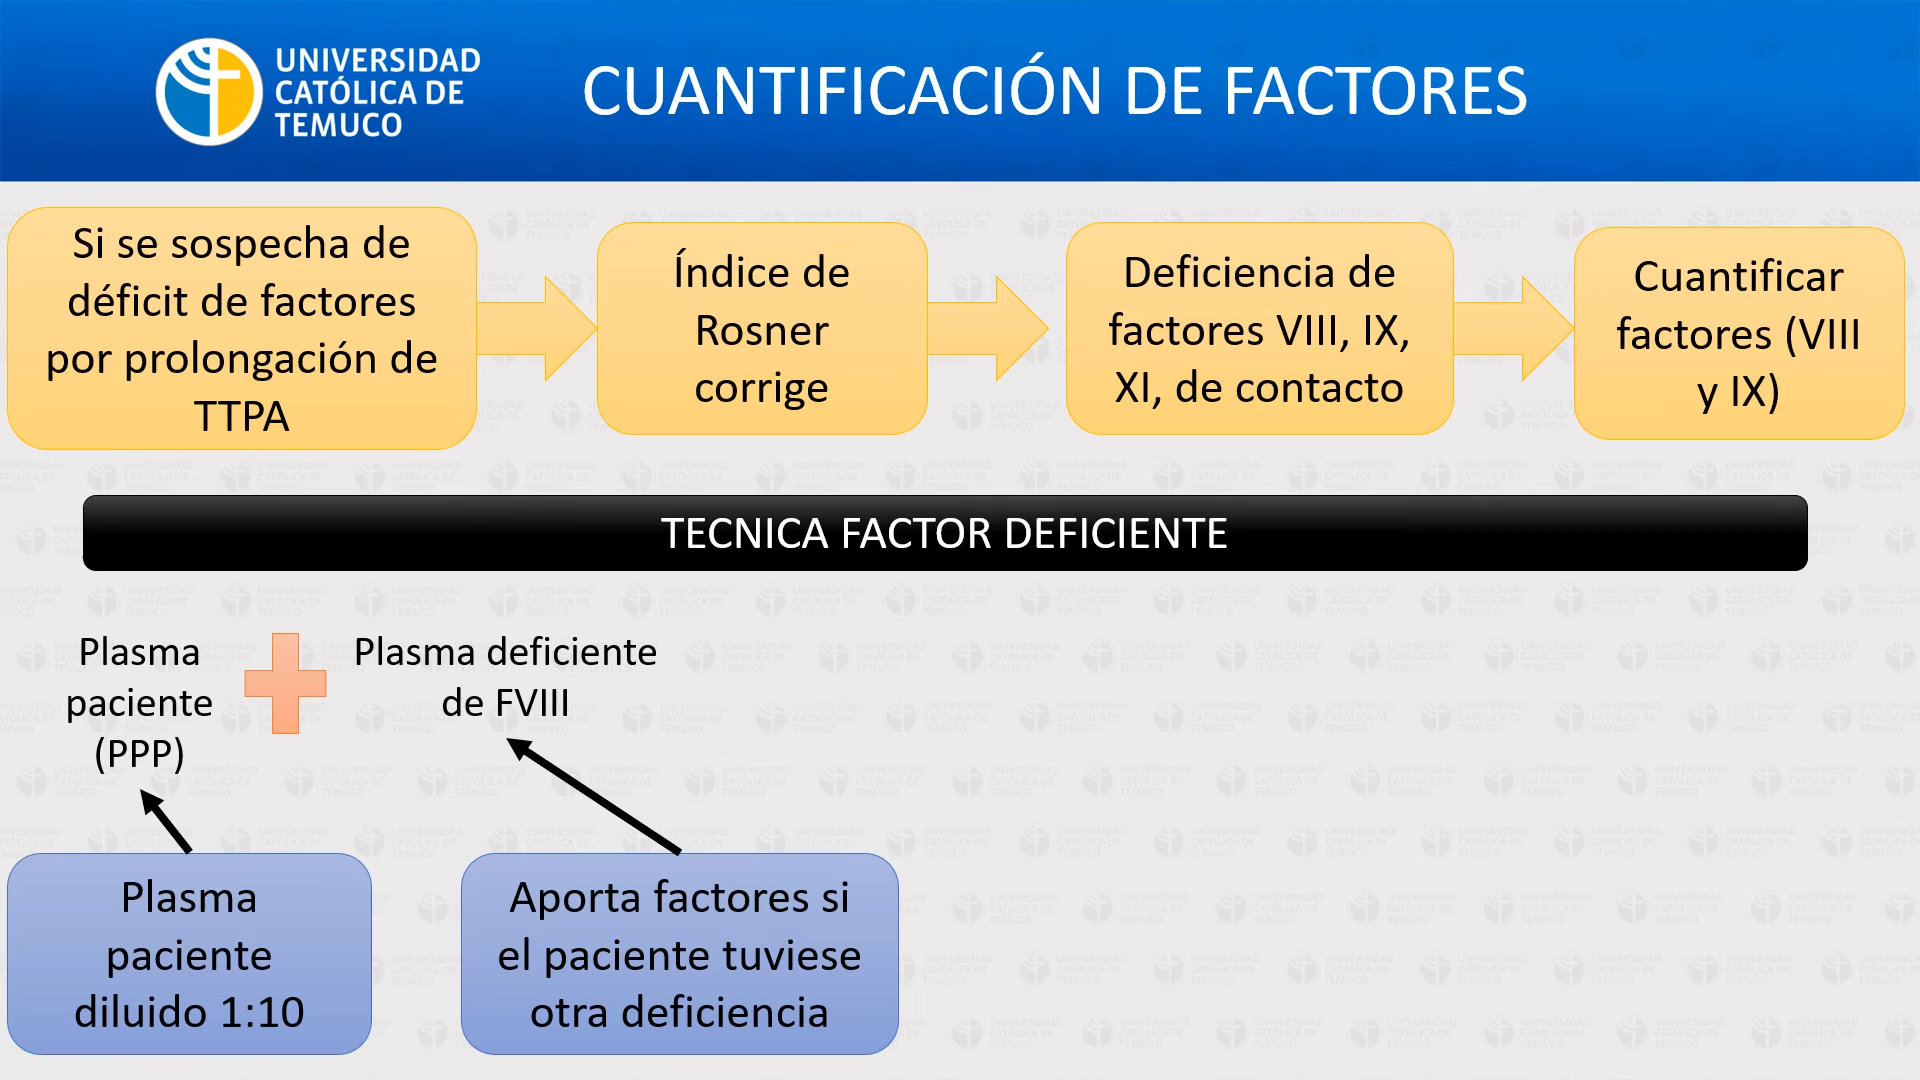 UNIVERSIDAD
CATÓLICA DE
TEMUCO
CUANTIFICACIÓN DE FACTORES
Si se sospecha de
déficit de factores
por prolongación de
TTPA
Índice de
Rosner
corrige
Deficiencia de
factores VIII, IX,
XI, de contacto
Cuantificar
factores (VIII
y IX)
TECNICA FACTOR DEFICIENTE
Plasma
paciente
(PPP)
Plasma deficiente
de FVIII
Plasma
paciente
diluido 1:10
Aporta factores si
el paciente tuviese
otra deficiencia